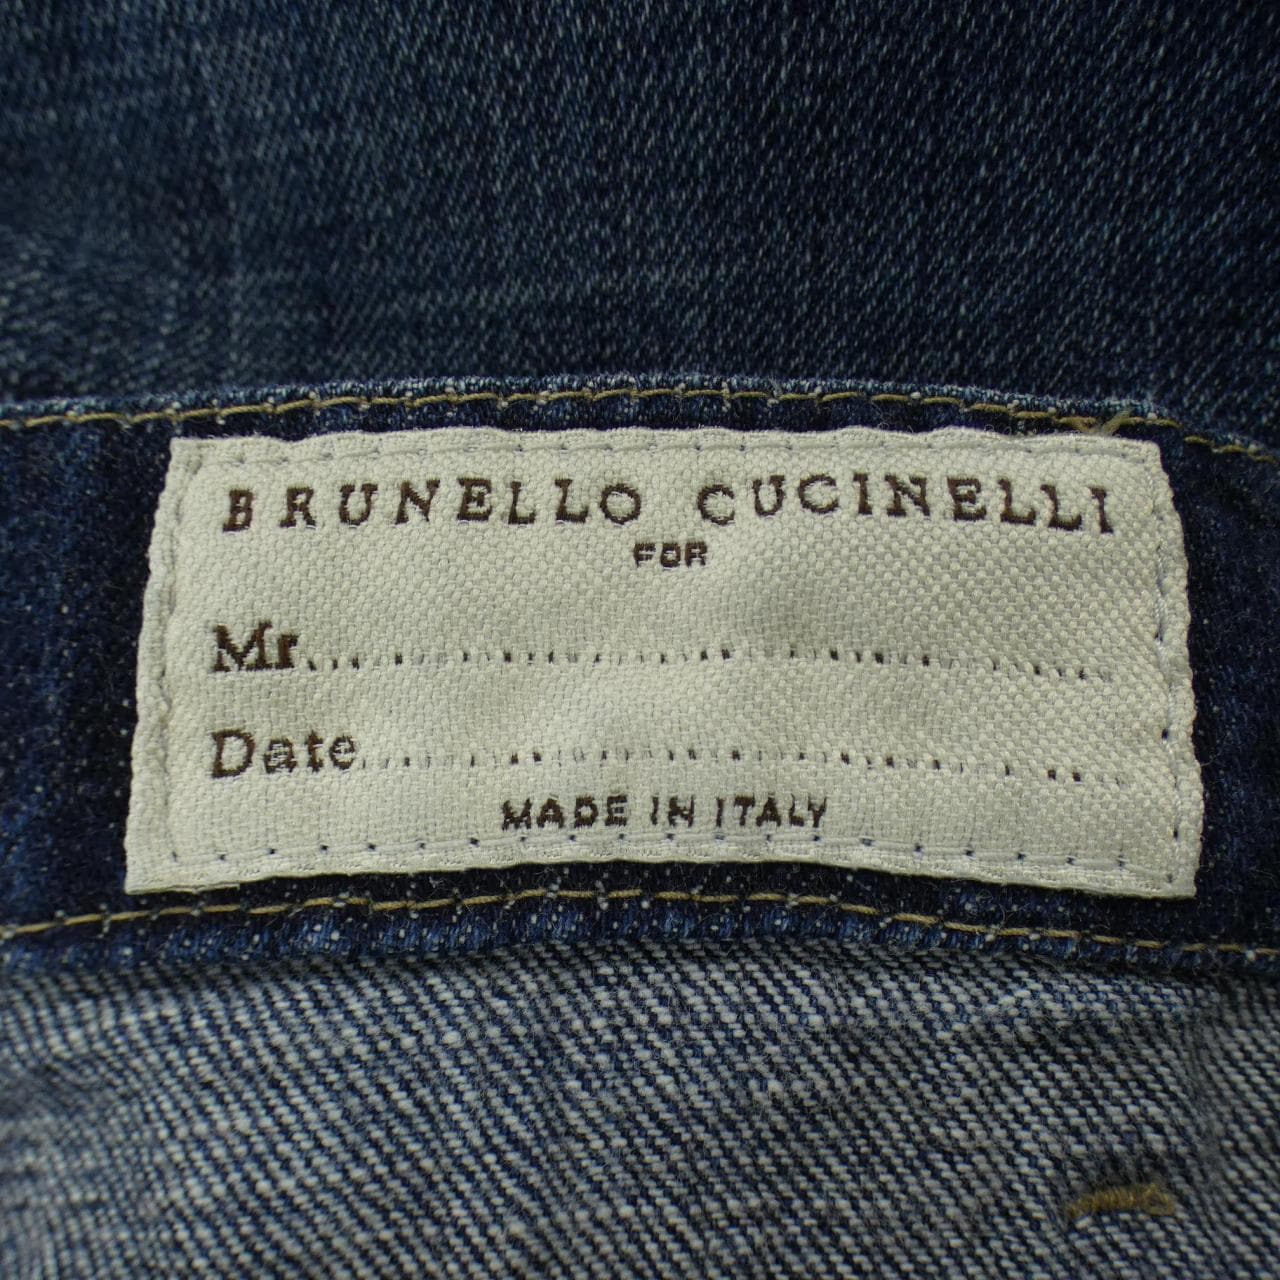 BRUNELLO CUCINELLI
FOR
Mr..............................................
Date............................................
MADE IN ITALY